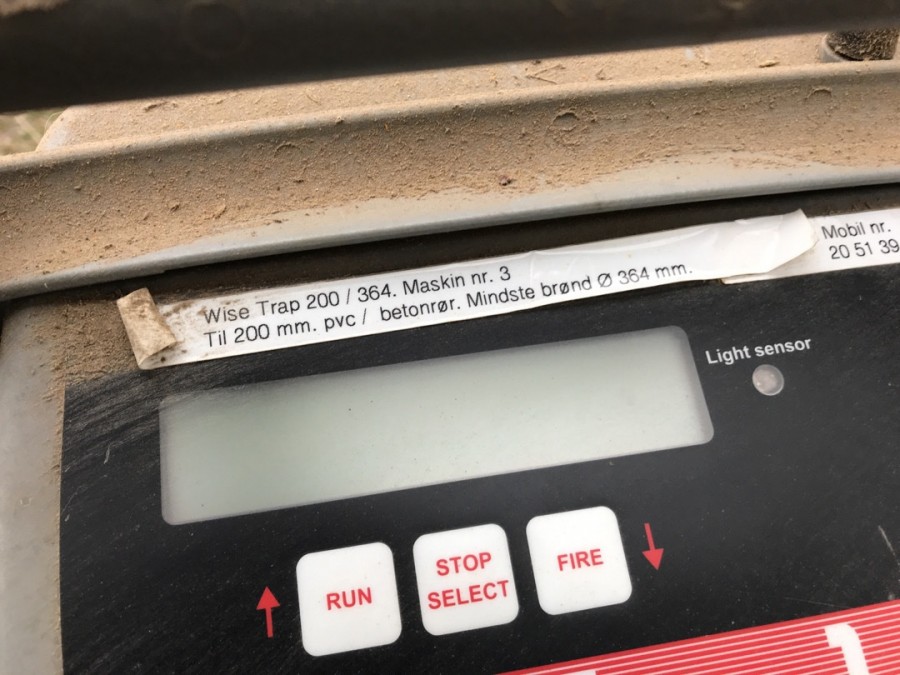 Wise Trap 200 / 364. Maskin nr. 3
Til 200 mm. pvc / betonrør. Mindste brønd Ø 364 mm.
Mobil nr.
20 51 39
Light sensor
RUN
STOP
SELECT
FIRE